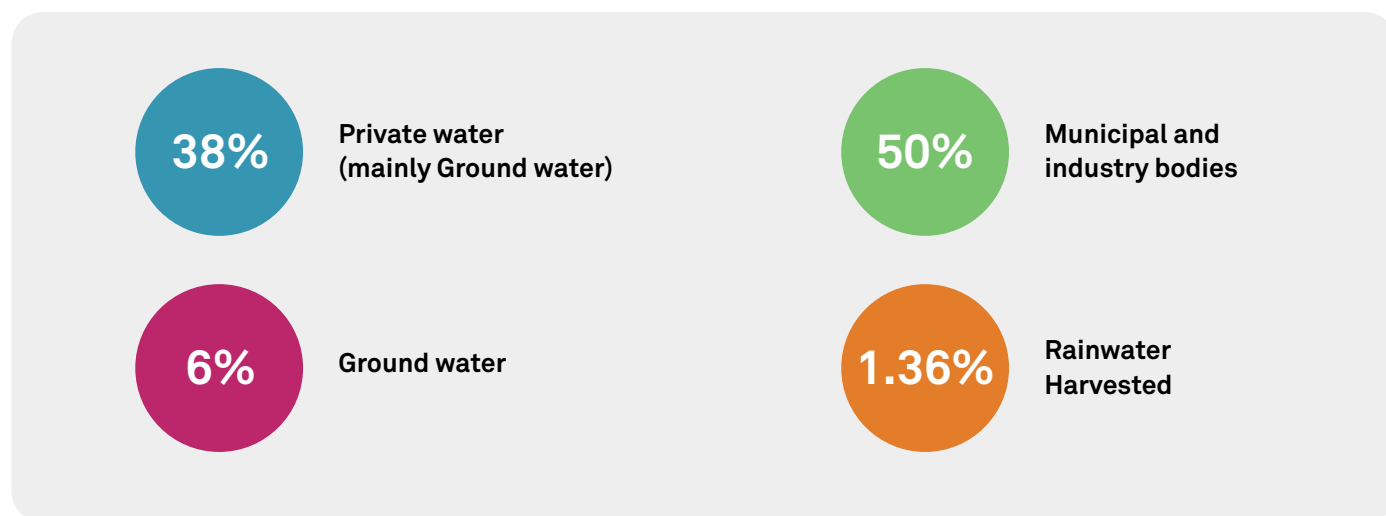 38%
Private water
(mainly Ground water)
50%
Municipal and
industry bodies
6%
Ground water
1.36%
Rainwater
Harvested